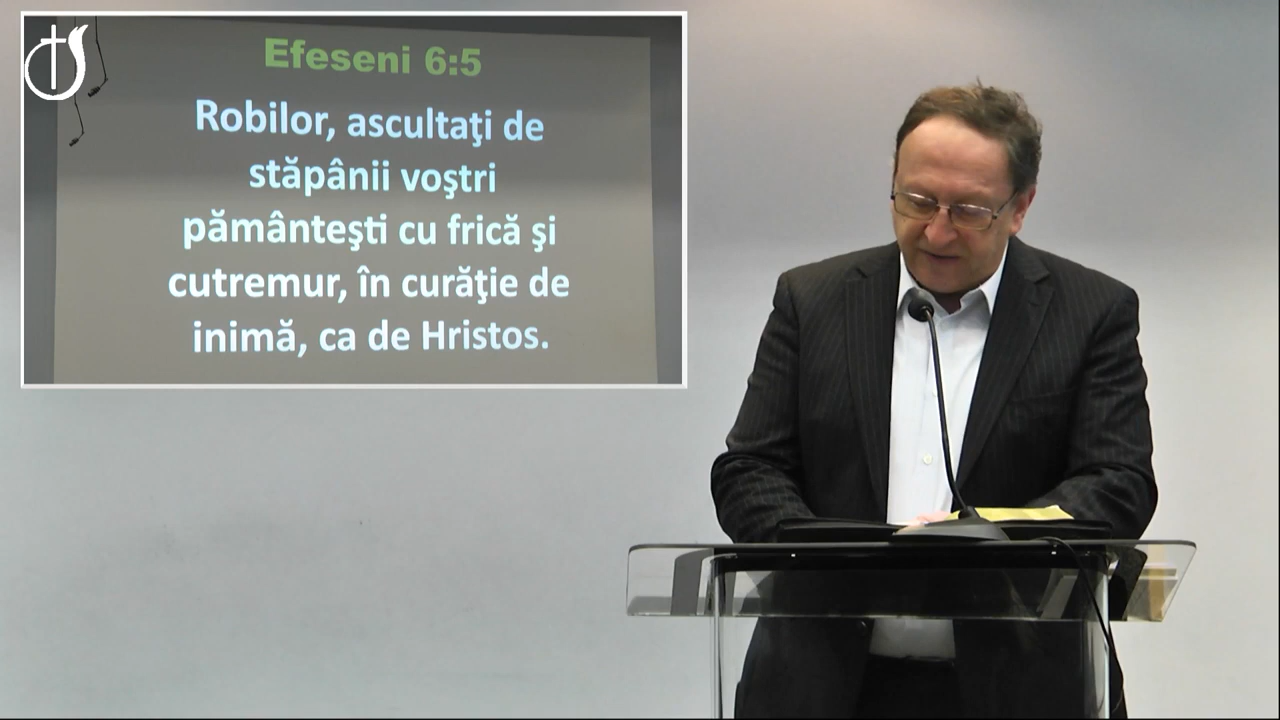 Efeseni 6:5
Robilor, ascultaţi de
stăpânii voştri
pământeşti cu frică şi
cutremur, în curăţie de
inimă, ca de Hristos.